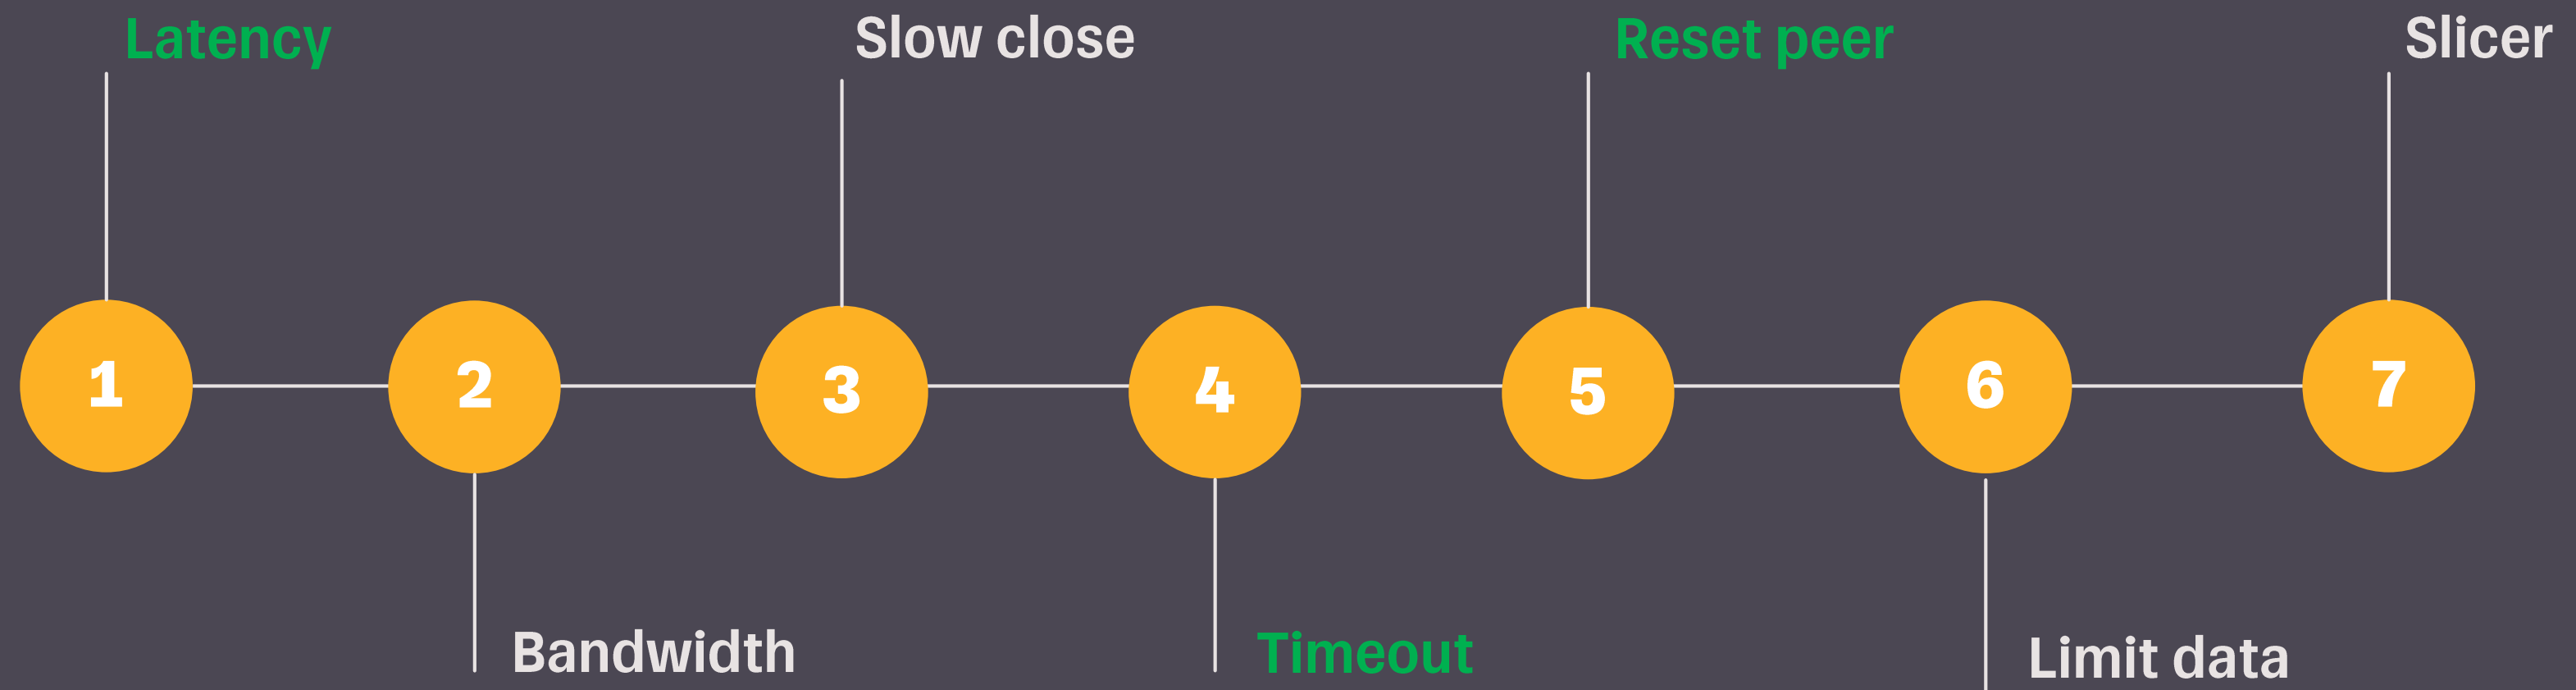 Latency
Slow close
Reset peer
Slicer
1
2
3
4
5
6
7
Bandwidth
Timeout
Limit data